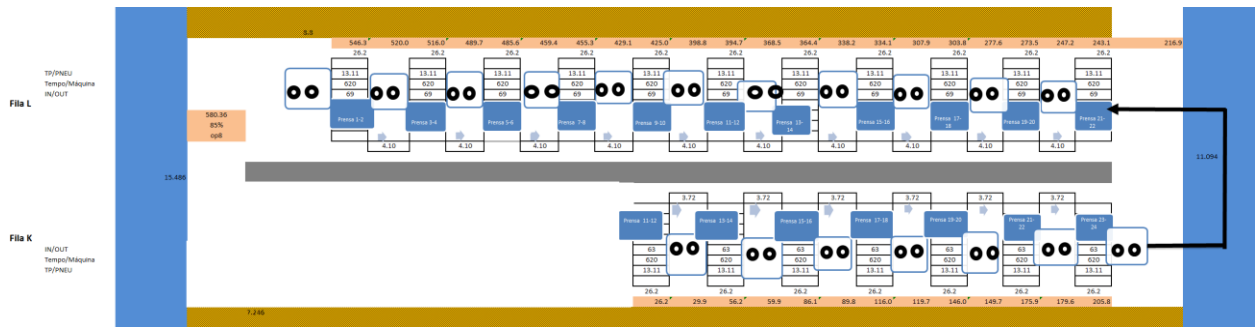 5.5
546.3 520.0 516.0 489.7 485.6 459.4 455.3 429.1 425.0 398.8 394.7 368.5 364.4 338.2 334.1 307.9 303.8 277.6 273.5 247.2 243.1 216.9
26.2 26.2 26.2 26.2 26.2 26.2 26.2 26.2 26.2 26.2 26.2
TP/PNEU 13.11 13.11 13.11 13.11 13.11 13.11 13.11 13.11 13.11 13.11 13.11
Tempo/Máquina 620 620 620 620 620 620 620 620 620 620 620
IN/OUT 69 69 69 69 69 69 69 69 69 69 69
Fila L
580.36
85%
op8
Prensa 1-2 Prensa 3-4 Prensa 5-6 Prensa 7-8 Prensa 9-10 Prensa 11-12 Prensa 13-14 Prensa 15-16 Prensa 17-18 Prensa 19-20 Prensa 21-22
4.10 4.10 4.10 4.10 4.10 4.10 4.10 4.10 4.10 4.10
15.486
11.094
3.72 3.72 3.72 3.72 3.72 3.72
Prensa 11-12 Prensa 13-14 Prensa 15-16 Prensa 17-18 Prensa 19-20 Prensa 21-22 Prensa 23-24
Fila K
IN/OUT 63 63 63 63 63 63 63
Tempo/Máquina 620 620 620 620 620 620 620
TP/PNEU 13.11 13.11 13.11 13.11 13.11 13.11 13.11
26.2 26.2 26.2 26.2 26.2 26.2 26.2
26.2 29.9 56.2 59.9 86.1 89.8 116.0 119.7 146.0 149.7 175.9 179.6 205.8
7.246